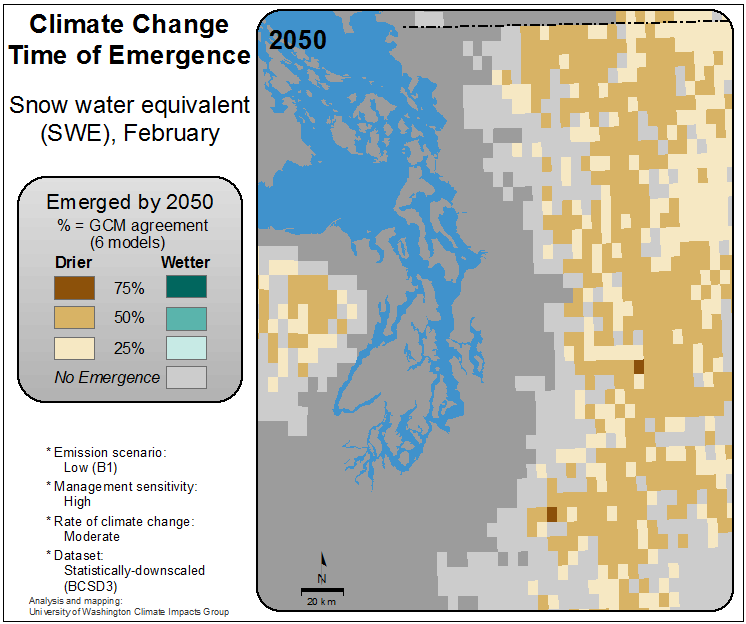 Climate Change
Time of Emergence
Snow water equivalent
(SWE), February
Emerged by 2050
% = GCM agreement
(6 models)
Drier Wetter
75%
50%
25%
No Emergence
* Emission scenario:
Low (B1)
* Management sensitivity:
High
* Rate of climate change:
Moderate
* Dataset:
Statistically-downscaled
(BCSD3)
Analysis and mapping:
University of Washington Climate Impacts Group
2050
N
20 km